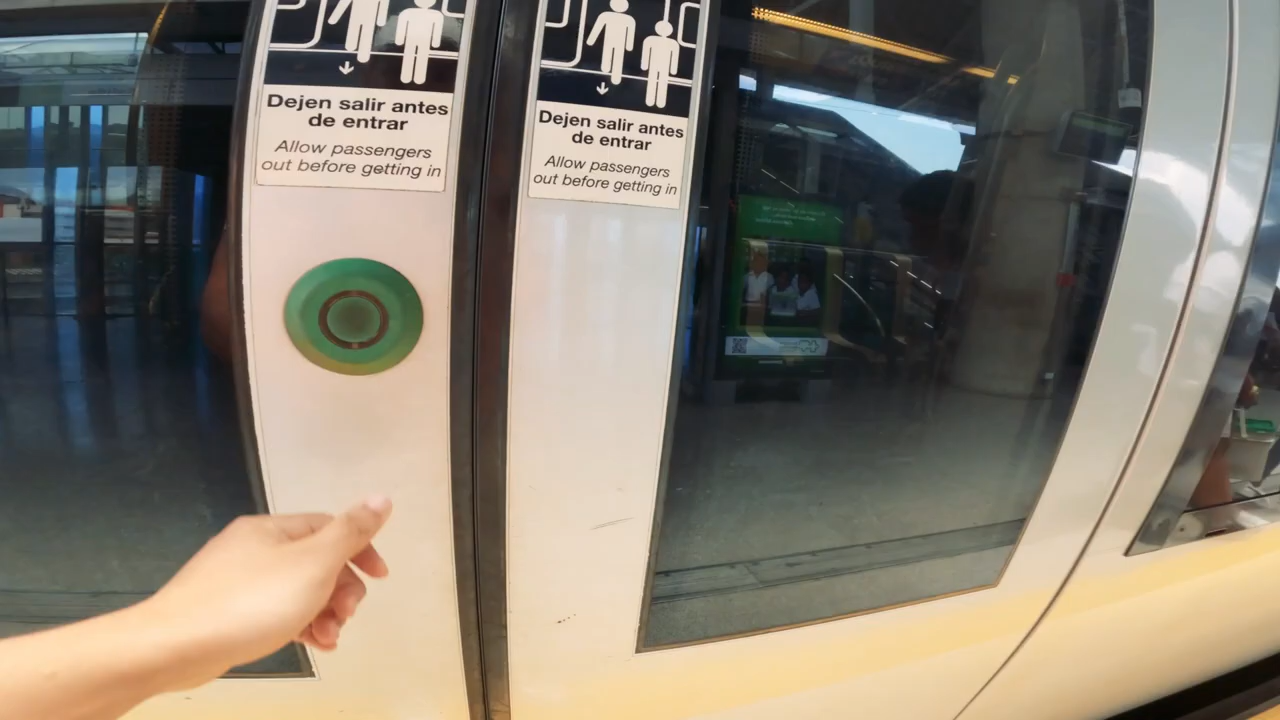 Dejen salir antes
de entrar
Allow passengers
out before getting in
Dejen salir antes
de entrar
Allow passengers
out before getting in